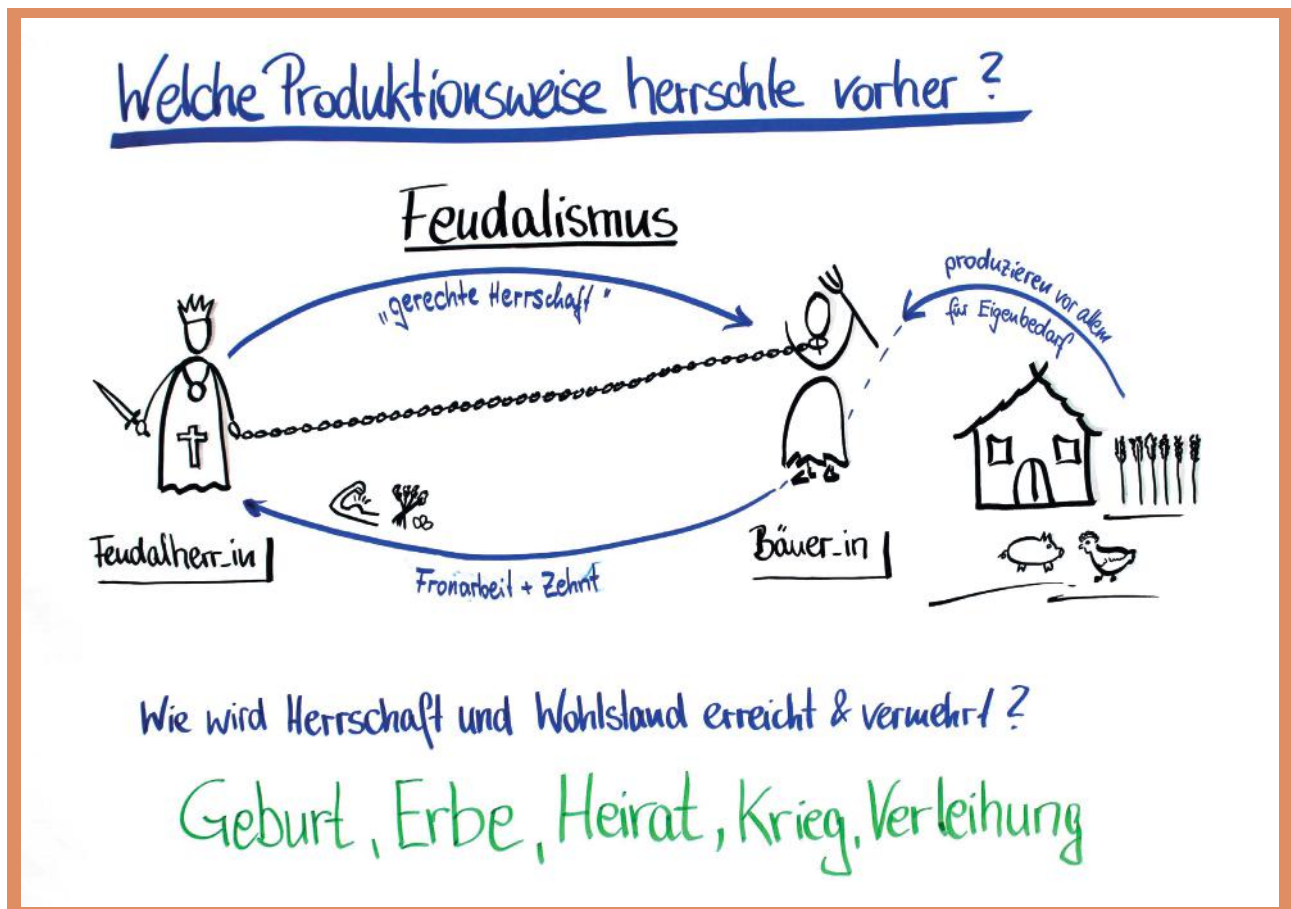 Welche Produktionsweise herrschte vorher?
Feudalismus
„gerechte Herrschaft"
produzieren vor allem
für Eigenbedarf
Feudalherr_in
Bäuer_in
Fronarbeit + Zehnt
Wie wird Herrschaft und Wohlstand erreicht & vermehrt?
Geburt, Erbe, Heirat, Krieg, Verleihung